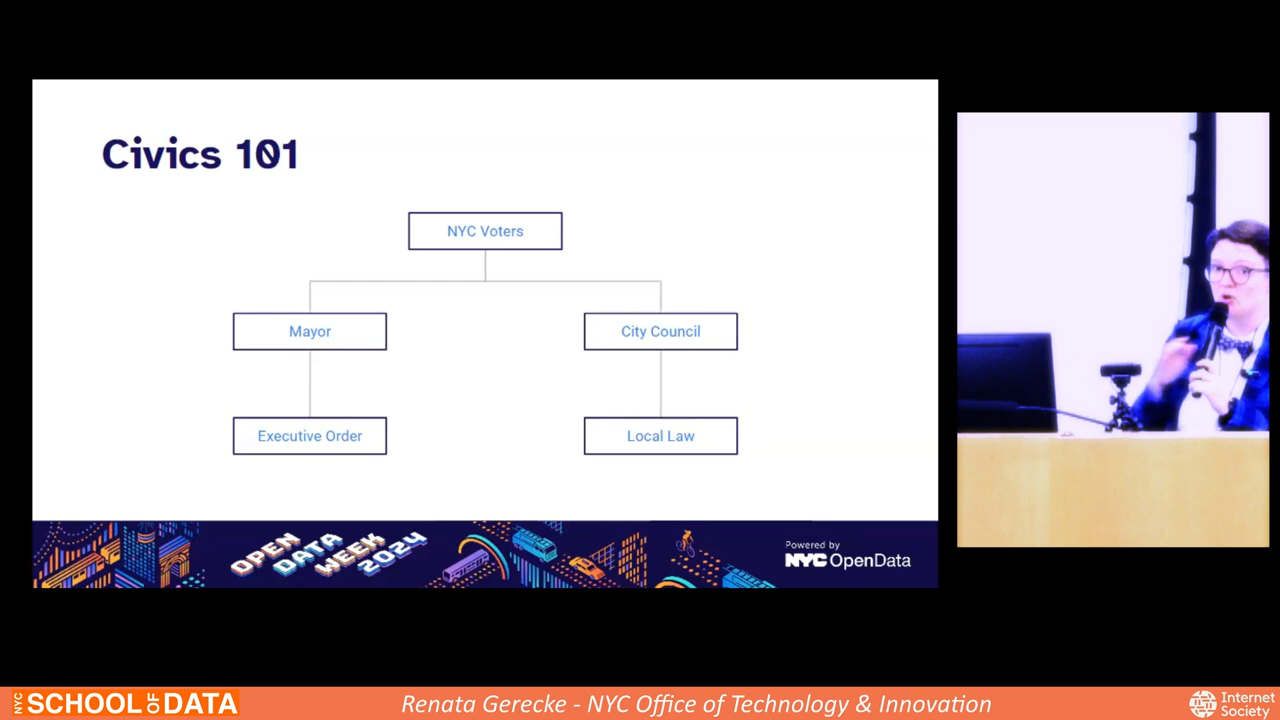 Civics 101
NYC Voters
Mayor
City Council
Executive Order
Local Law
OPEN DATA WEEK 2024
Powered by
NYC OpenData
NYC SCHOOL OF DATA
Renata Gerecke - NYC Office of Technology & Innovation
Internet
Society